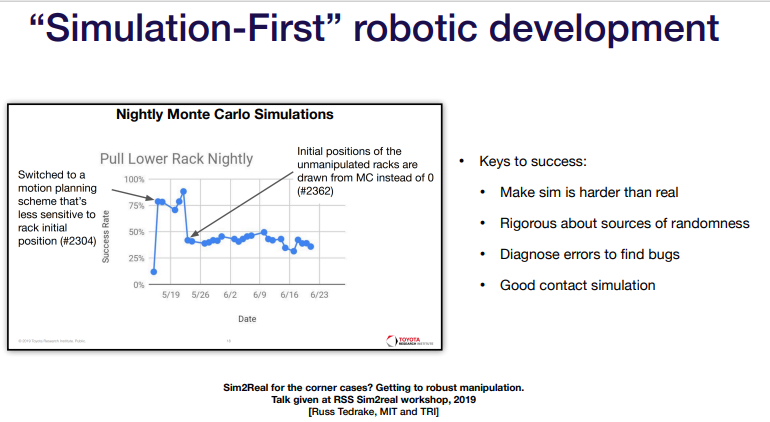 “Simulation-First” robotic development
Nightly Monte Carlo Simulations
Switched to a
motion planning
scheme that's
less sensitive to
rack initial
position (#2304)
Initial positions of the
unmanipulated racks are
drawn from MC instead of 0
(#2362)
Pull Lower Rack Nightly
Success Rate
100%
75%
50%
25%
0%
5/19 5/26 6/2 6/9 6/16 6/23
Date
© 2019 Toyota Research Institute. Public.
TOYOTA
RESEARCH INSTITUTE
• Keys to success:
• Make sim is harder than real
• Rigorous about sources of randomness
• Diagnose errors to find bugs
• Good contact simulation
Sim2Real for the corner cases? Getting to robust manipulation.
Talk given at RSS Sim2real workshop, 2019
[Russ Tedrake, MIT and TRI]